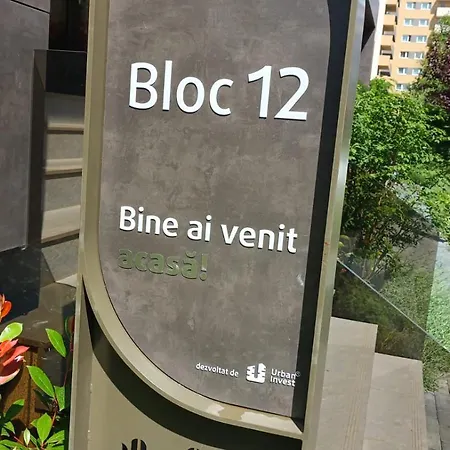 Bloc 12
Bine ai venit
acasă!
dezvoltat de
Urban®
Invest